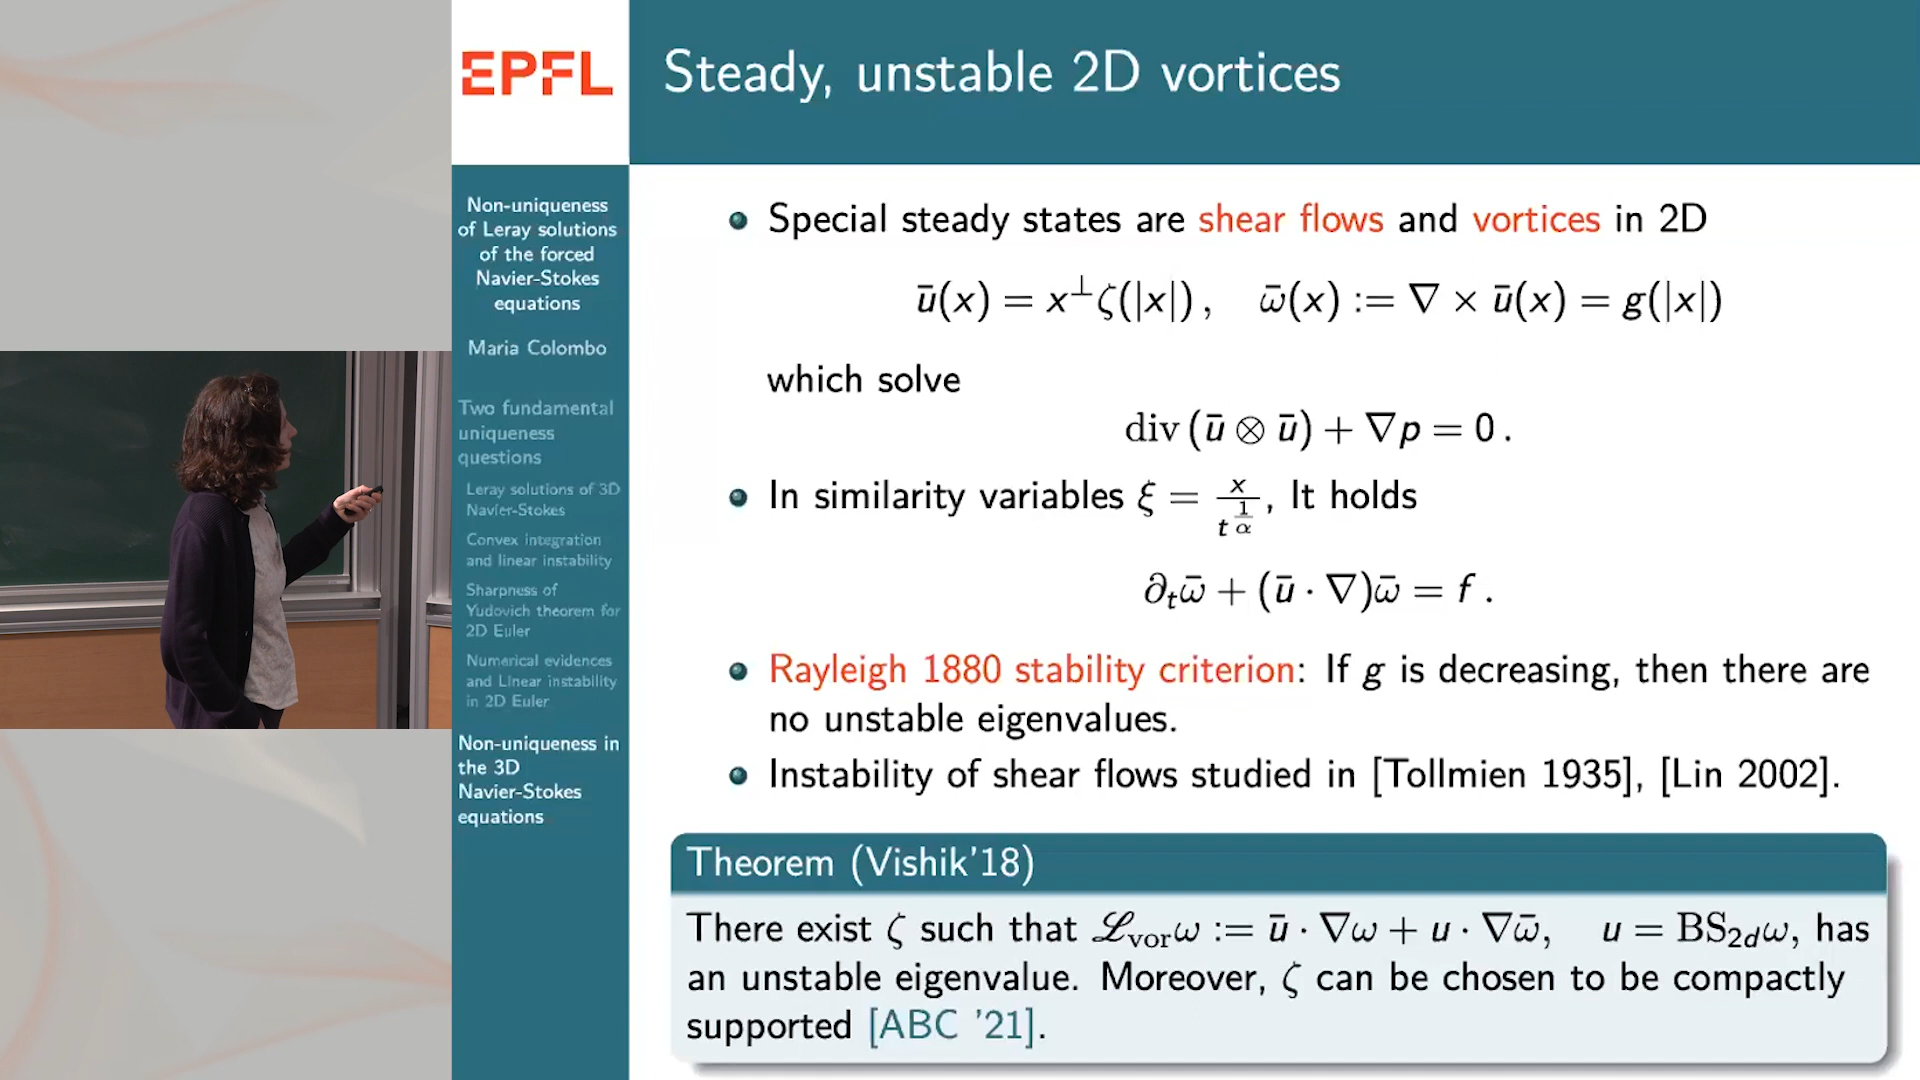 EPFL
Steady, unstable 2D vortices
Non-uniqueness
of Leray solutions
of the forced
Navier-Stokes
equations
Maria Colombo
Two fundamental
uniqueness
questions
Leray solutions of 3D
Navier-Stokes
Convex integration
and linear instability
Sharpness of
Yudovich theorem for
2D Euler
Numerical evidences
and Linear instability
in 2D Euler
Non-uniqueness in
the 3D
Navier-Stokes
equations
Special steady states are shear flows and vortices in 2D
ū(x) = x^⊥ζ(|x|), ω̄(x) := ∇ × ū(x) = g(|x|)
which solve
div (ū ⊗ ū) + ∇p = 0 .
In similarity variables ξ = x/t^{1/α}, It holds
∂_t ω̄ + (ū · ∇)ω̄ = f .
Rayleigh 1880 stability criterion: If g is decreasing, then there are
no unstable eigenvalues.
Instability of shear flows studied in [Tollmien 1935], [Lin 2002].
Theorem (Vishik'18)
There exist ζ such that ℒ_vor ω := ū · ∇ω + u · ∇ω̄, u = BS_{2d}ω, has
an unstable eigenvalue. Moreover, ζ can be chosen to be compactly
supported [ABC '21].